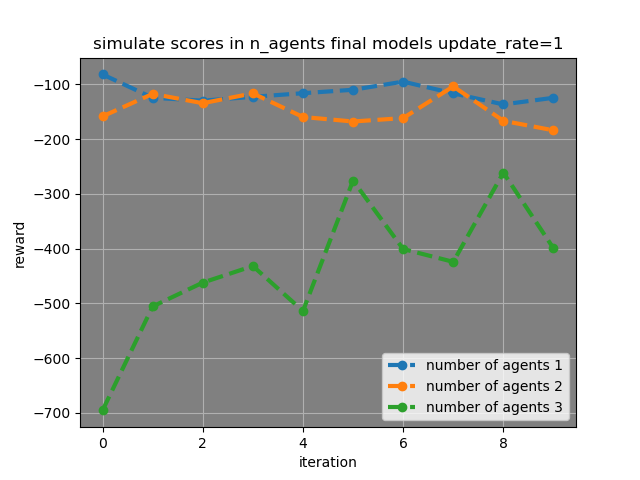 simulate scores in n_agents final models update_rate=1
−100
−200
−300
−400
−500
−600
−700
reward
0
2
4
6
8
iteration
number of agents 1
number of agents 2
number of agents 3